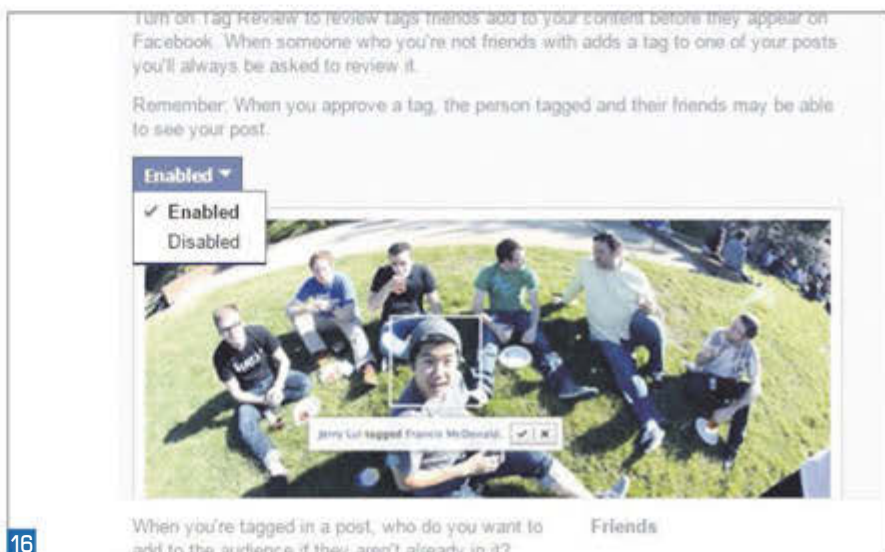 Turn on Tag Review to review tags friends add to your content before they appear on
Facebook. When someone who you're not friends with adds a tag to one of your posts
you'll always be asked to review it.
Remember: When you approve a tag, the person tagged and their friends may be able
to see your post.
Enabled
✓ Enabled
Disabled
Jerry Lui tagged Francis McDonald.
When you're tagged in a post, who do you want to
add to the audience if they aren't already in it?
Friends
16